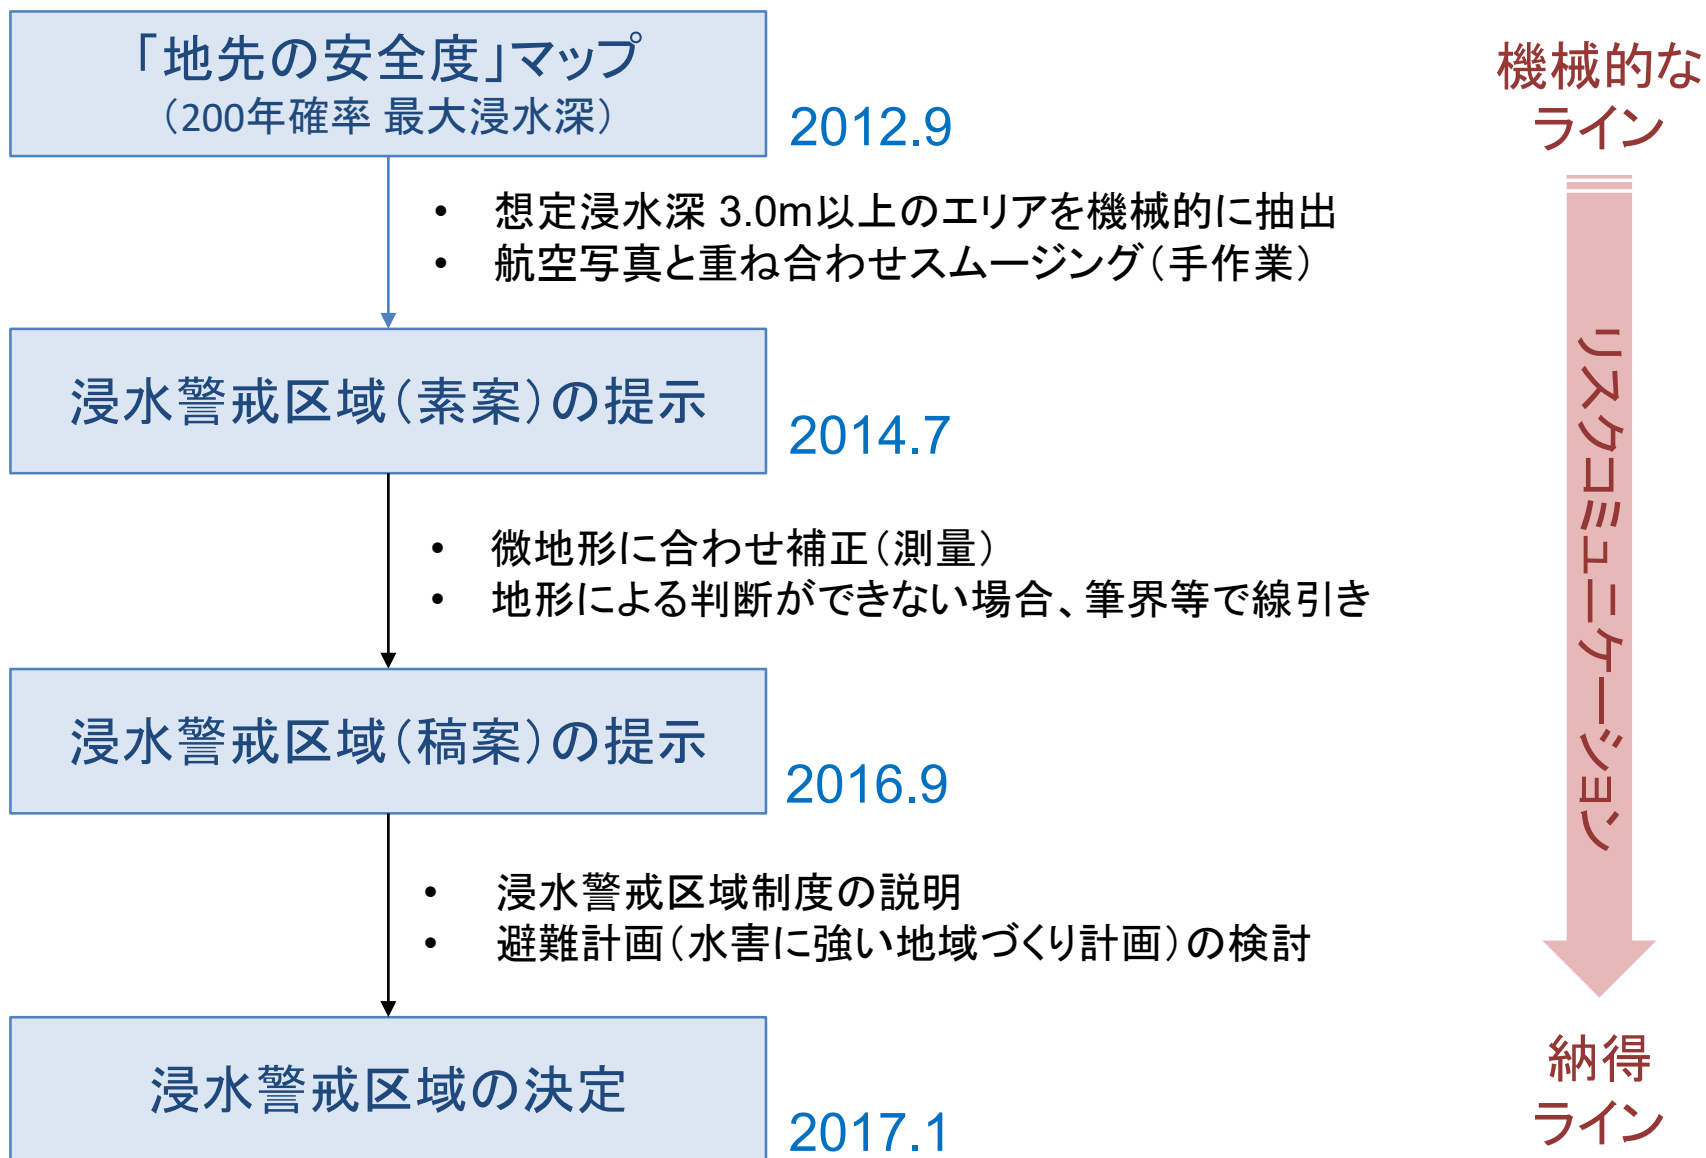 「地先の安全度」マップ
（200年確率 最大浸水深）
2012.9
• 想定浸水深 3.0m以上のエリアを機械的に抽出
• 航空写真と重ね合わせスムージング（手作業）
浸水警戒区域（素案）の提示
2014.7
• 微地形に合わせ補正（測量）
• 地形による判断ができない場合、筆界等で線引き
浸水警戒区域（稿案）の提示
2016.9
• 浸水警戒区域制度の説明
• 避難計画（水害に強い地域づくり計画）の検討
浸水警戒区域の決定
2017.1
機械的な
ライン
リスクコミュニケーション
納得
ライン